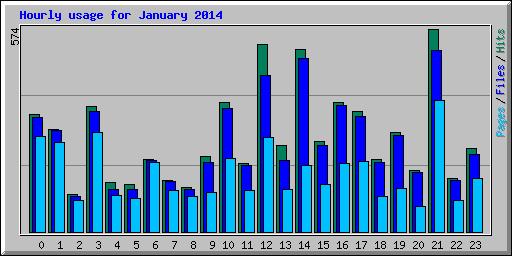 Hourly usage for January 2014
574
Pages/Files/Hits
0 1 2 3 4 5 6 7 8 9 10 11 12 13 14 15 16 17 18 19 20 21 22 23